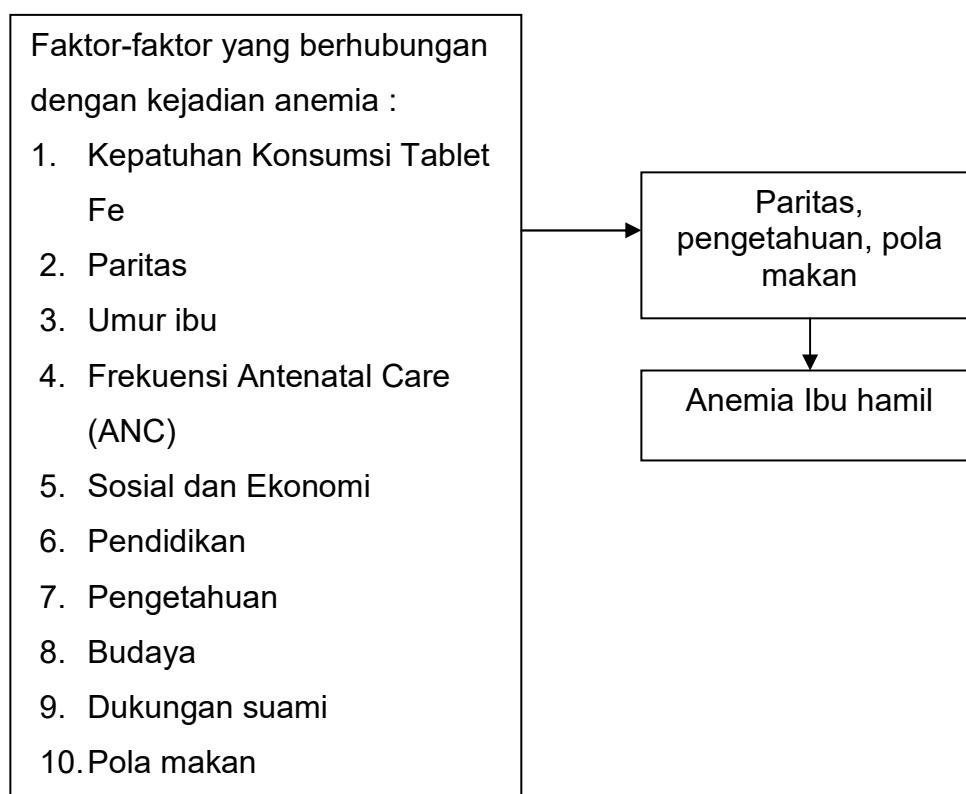 Faktor-faktor yang berhubungan
dengan kejadian anemia :
1. Kepatuhan Konsumsi Tablet
Fe
2. Paritas
3. Umur ibu
4. Frekuensi Antenatal Care
(ANC)
5. Sosial dan Ekonomi
6. Pendidikan
7. Pengetahuan
8. Budaya
9. Dukungan suami
10. Pola makan
Paritas,
pengetahuan, pola
makan
Anemia Ibu hamil